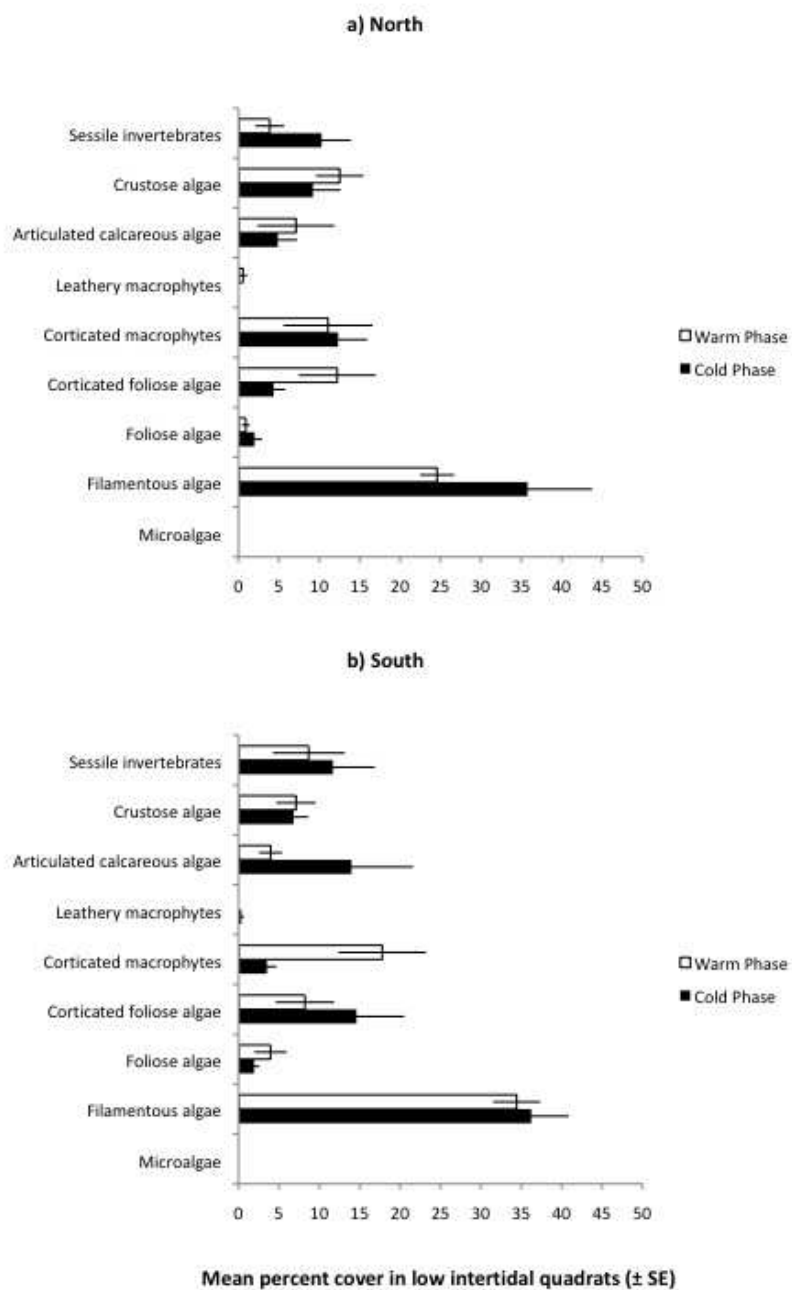 a) North
Sessile invertebrates
Crustose algae
Articulated calcareous algae
Leathery macrophytes
Corticated macrophytes
Corticated foliose algae
Foliose algae
Filamentous algae
Microalgae
Warm Phase
Cold Phase
0 5 10 15 20 25 30 35 40 45 50
b) South
Sessile invertebrates
Crustose algae
Articulated calcareous algae
Leathery macrophytes
Corticated macrophytes
Corticated foliose algae
Foliose algae
Filamentous algae
Microalgae
Warm Phase
Cold Phase
0 5 10 15 20 25 30 35 40 45 50
Mean percent cover in low intertidal quadrats (± SE)